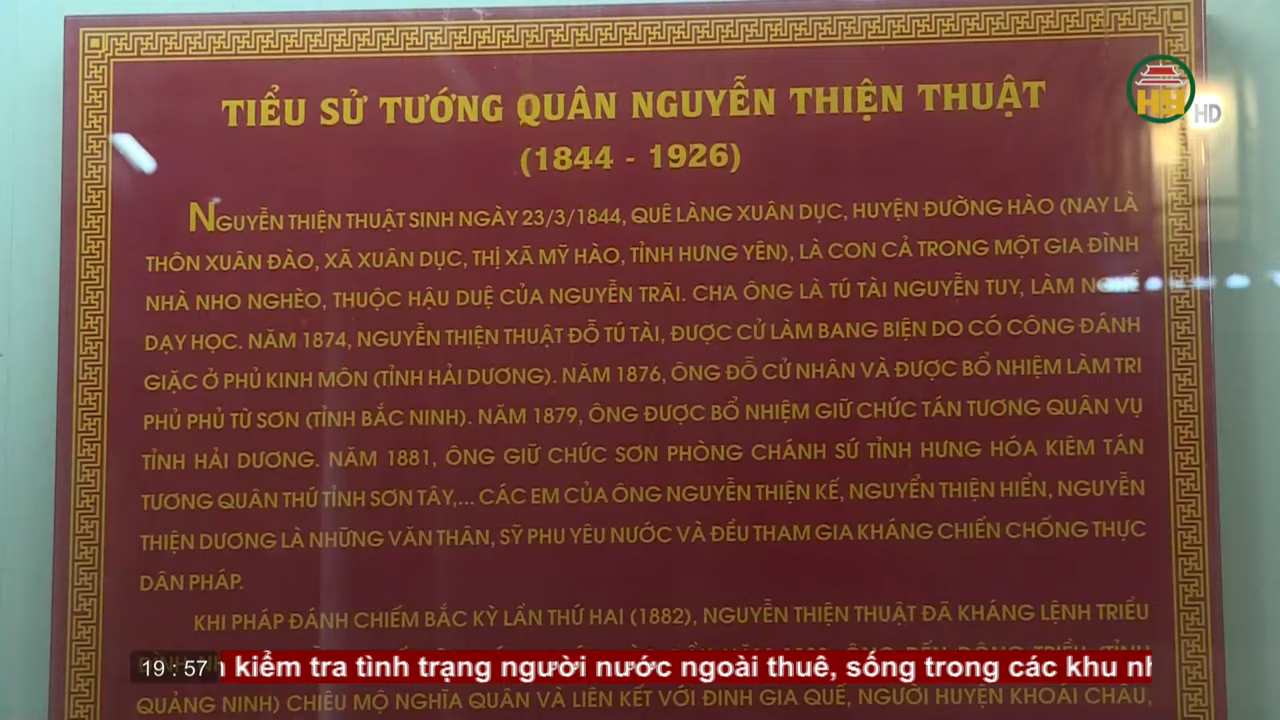 TIỂU SỬ TƯỚNG QUÂN NGUYỄN THIỆN THUẬT
(1844 - 1926)
NGUYỄN THIỆN THUẬT SINH NGÀY 23/3/1844, QUÊ LÀNG XUÂN DỤC, HUYỆN ĐƯỜNG HÀO (NAY LÀ
THÔN XUÂN ĐÀO, XÃ XUÂN DỤC, THỊ XÃ MỸ HÀO, TỈNH HƯNG YÊN), LÀ CON CẢ TRONG MỘT GIA ĐÌNH
NHÀ NHO NGHÈO, THUỘC HẬU DUỆ CỦA NGUYỄN TRÃI. CHA ÔNG LÀ TÚ TÀI NGUYỄN TUY, LÀM NGHỀ
DẠY HỌC. NĂM 1874, NGUYỄN THIỆN THUẬT ĐỖ TÚ TÀI, ĐƯỢC CỬ LÀM BANG BIỆN DO CÓ CÔNG ĐÁNH
GIẶC Ở PHỦ KINH MÔN (TỈNH HẢI DƯƠNG). NĂM 1876, ÔNG ĐỖ CỬ NHÂN VÀ ĐƯỢC BỔ NHIỆM LÀM TRI
PHỦ PHỦ TỪ SƠN (TỈNH BẮC NINH). NĂM 1879, ÔNG ĐƯỢC BỔ NHIỆM GIỮ CHỨC TÁN TƯƠNG QUÂN VỤ
TỈNH HẢI DƯƠNG. NĂM 1881, ÔNG GIỮ CHỨC SƠN PHÒNG CHÁNH SỨ TỈNH HƯNG HÓA KIÊM TÁN
TƯƠNG QUÂN THỨ TỈNH SƠN TÂY,... CÁC EM CỦA ÔNG NGUYỄN THIỆN KẾ, NGUYỂN THIỆN HIỂN, NGUYỄN
THIỆN DƯƠNG LÀ NHỮNG VĂN THÂN, SỸ PHU YÊU NƯỚC VÀ ĐỀU THAM GIA KHÁNG CHIẾN CHỐNG THỰC
DÂN PHÁP.
KHI PHÁP ĐÁNH CHIẾM BẮC KỲ LẦN THỨ HAI (1882), NGUYỄN THIỆN THUẬT ĐÃ KHÁNG LỆNH TRIỀU
QUẢNG NINH) CHIÊU MỘ NGHĨA QUÂN VÀ LIÊN KẾT VỚI ĐINH GIA QUẾ, NGƯỜI HUYỆN KHOÁI CHÂU,
19 : 57 kiểm tra tình trạng người nước ngoài thuê, sống trong các khu nh
HY HD